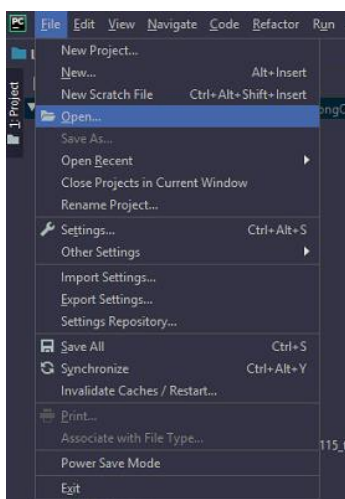 PC File Edit View Navigate Code Refactor Run
New Project...
New... Alt+Insert
New Scratch File Ctrl+Alt+Shift+Insert
Open...
Save As...
Open Recent
Close Projects in Current Window
Rename Project...
Settings... Ctrl+Alt+S
Other Settings
Import Settings...
Export Settings...
Settings Repository...
Save All Ctrl+S
Synchronize Ctrl+Alt+Y
Invalidate Caches / Restart...
Print...
Associate with File Type...
Power Save Mode
Exit
1: Project